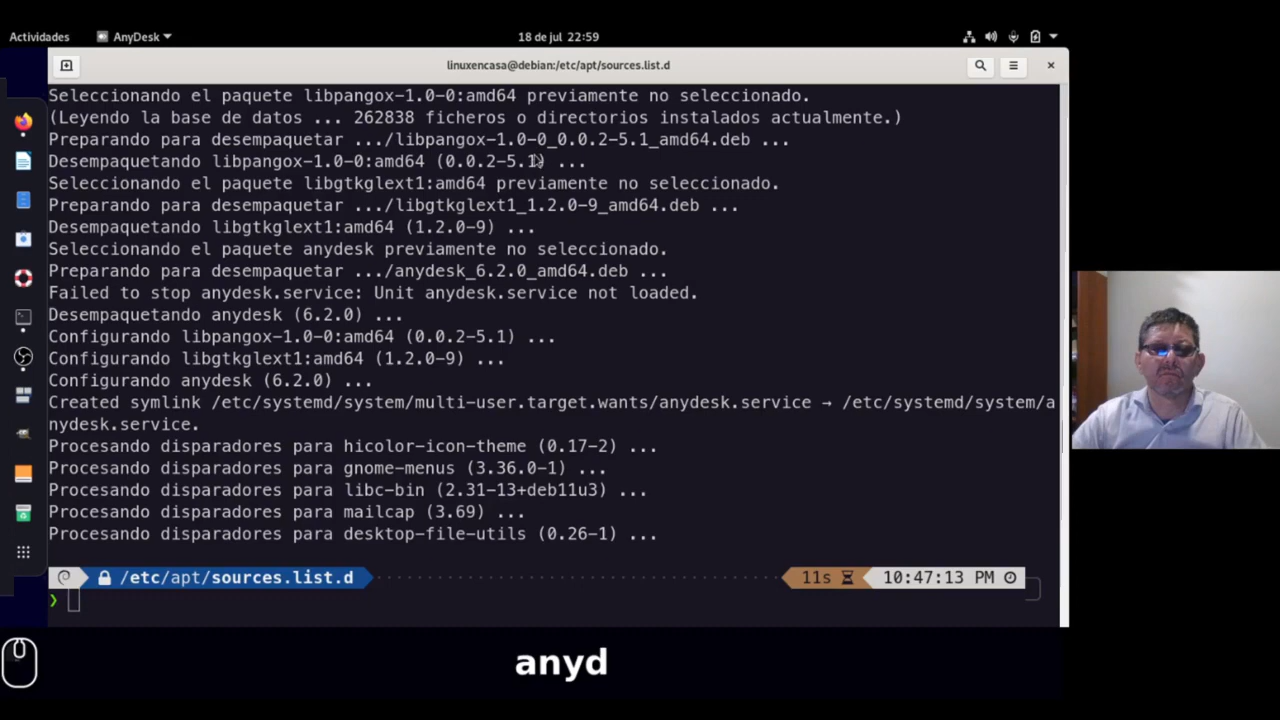 Actividades AnyDesk 18 de jul 22:59
linuxencasa@debian:/etc/apt/sources.list.d
Seleccionando el paquete libpangox-1.0-0:amd64 previamente no seleccionado.
(Leyendo la base de datos ... 262838 ficheros o directorios instalados actualmente.)
Preparando para desempaquetar .../libpangox-1.0-0_0.0.2-5.1_amd64.deb ...
Desempaquetando libpangox-1.0-0:amd64 (0.0.2-5.1) ...
Seleccionando el paquete libgtkglext1:amd64 previamente no seleccionado.
Preparando para desempaquetar .../libgtkglext1_1.2.0-9_amd64.deb ...
Desempaquetando libgtkglext1:amd64 (1.2.0-9) ...
Seleccionando el paquete anydesk previamente no seleccionado.
Preparando para desempaquetar .../anydesk_6.2.0_amd64.deb ...
Failed to stop anydesk.service: Unit anydesk.service not loaded.
Desempaquetando anydesk (6.2.0) ...
Configurando libpangox-1.0-0:amd64 (0.0.2-5.1) ...
Configurando libgtkglext1:amd64 (1.2.0-9) ...
Configurando anydesk (6.2.0) ...
Created symlink /etc/systemd/system/multi-user.target.wants/anydesk.service → /etc/systemd/system/a
nydesk.service.
Procesando disparadores para hicolor-icon-theme (0.17-2) ...
Procesando disparadores para gnome-menus (3.36.0-1) ...
Procesando disparadores para libc-bin (2.31-13+deb11u3) ...
Procesando disparadores para mailcap (3.69) ...
Procesando disparadores para desktop-file-utils (0.26-1) ...
/etc/apt/sources.list.d 11s 10:47:13 PM
❯
anyd